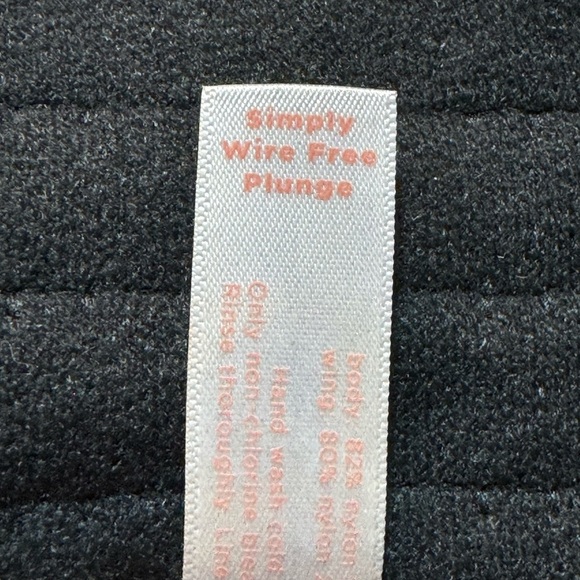 Simply
Wire Free
Plunge
body 82% nylon
wing 80% nylon
Hand wash cold
Only non-chlorine
Rinse thoroughly